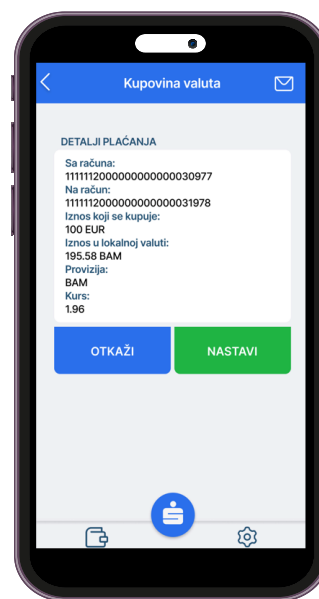 Kupovina valuta
DETALJI PLAĆANJA
Sa računa:
1111112000000000000030977
Na račun:
1111112000000000000031978
Iznos koji se kupuje:
100 EUR
Iznos u lokalnoj valuti:
195.58 BAM
Provizija:
BAM
Kurs:
1.96
OTKAŽI
NASTAVI